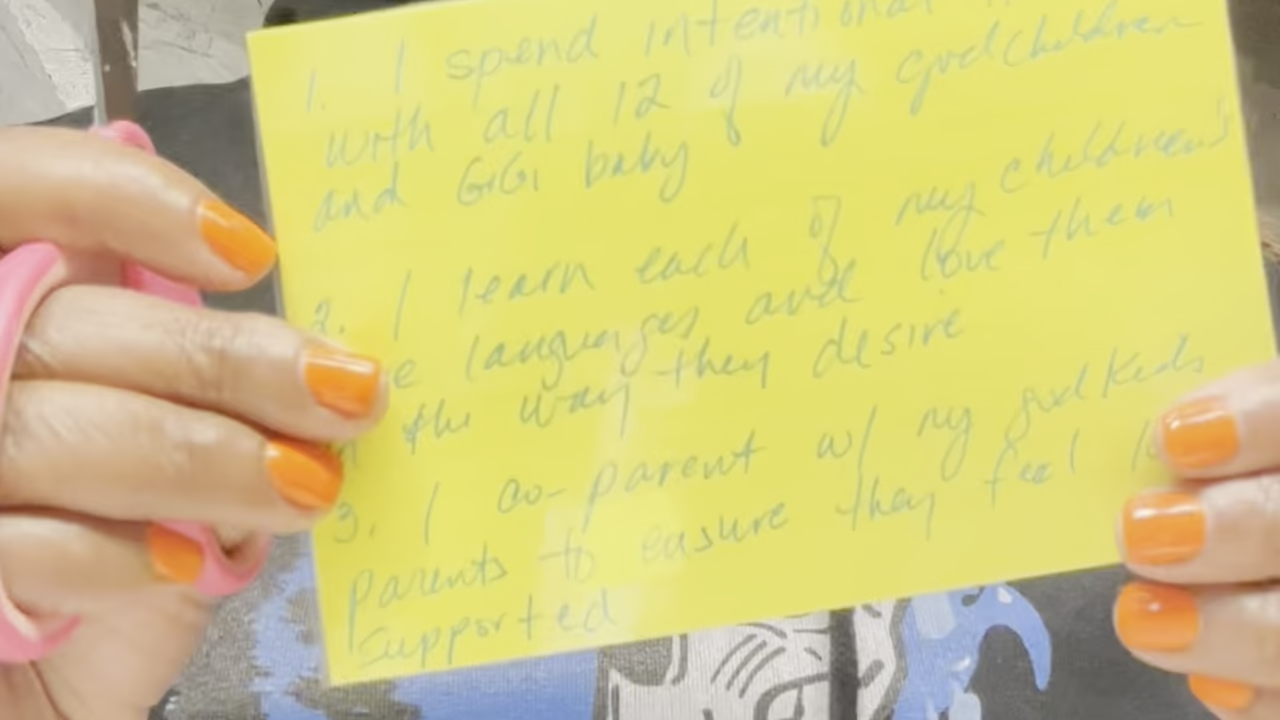 1. I spend intentional
with all 12 of my godchildren
and GiGi baby
2. I learn each of my children's
languages and love them
the way they desire
3. I co-parent w/ my godkids
parents to ensure they feel
supported